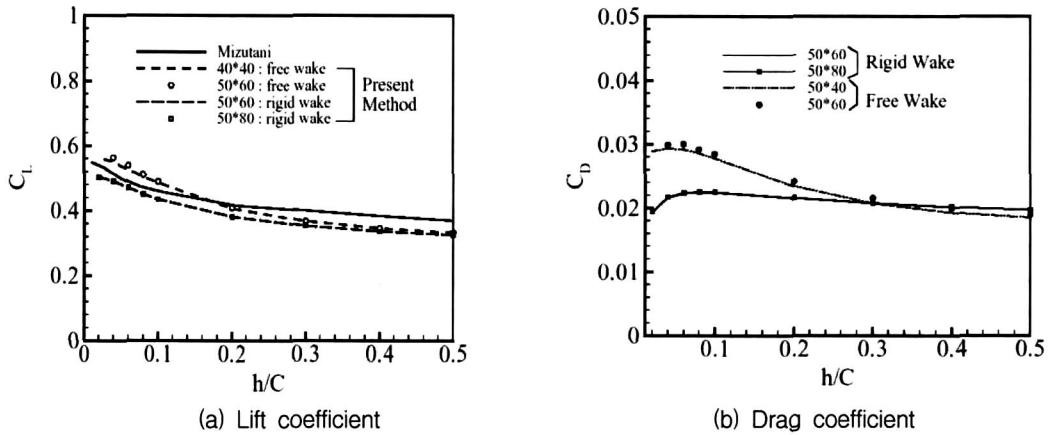 1
0.8
0.6
0.4
0.2
0
C_L
Mizutani
40*40 : free wake
50*60 : free wake
50*60 : rigid wake
50*80 : rigid wake
Present
Method
0 0.1 0.2 0.3 0.4 0.5
h/C
(a) Lift coefficient
0.05
0.04
0.03
0.02
0.01
0
C_D
50*60
50*80
Rigid Wake
50*40
50*60
Free Wake
0.1 0.2 0.3 0.4 0.5
h/C
(b) Drag coefficient